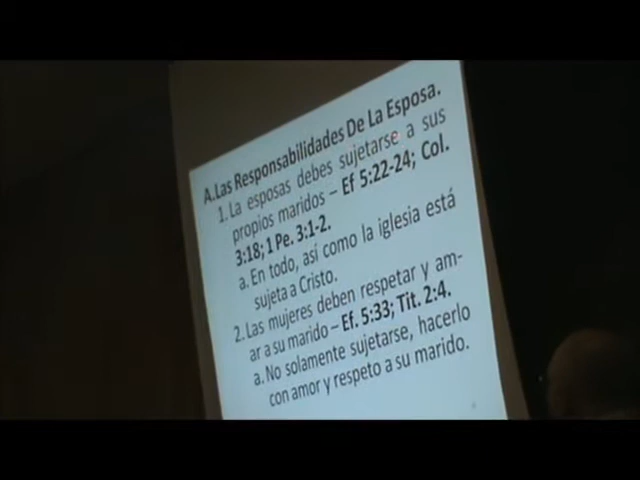 A.Las Responsabilidades De La Esposa.
1.La esposas debes sujetarse a sus
propios maridos – Ef 5:22-24; Col.
3:18; 1 Pe. 3:1-2.
a.En todo, así como la iglesia está
sujeta a Cristo.
2.Las mujeres deben respetar y am-
ar a su marido – Ef. 5:33; Tit. 2:4.
a.No solamente sujetarse, hacerlo
con amor y respeto a su marido.